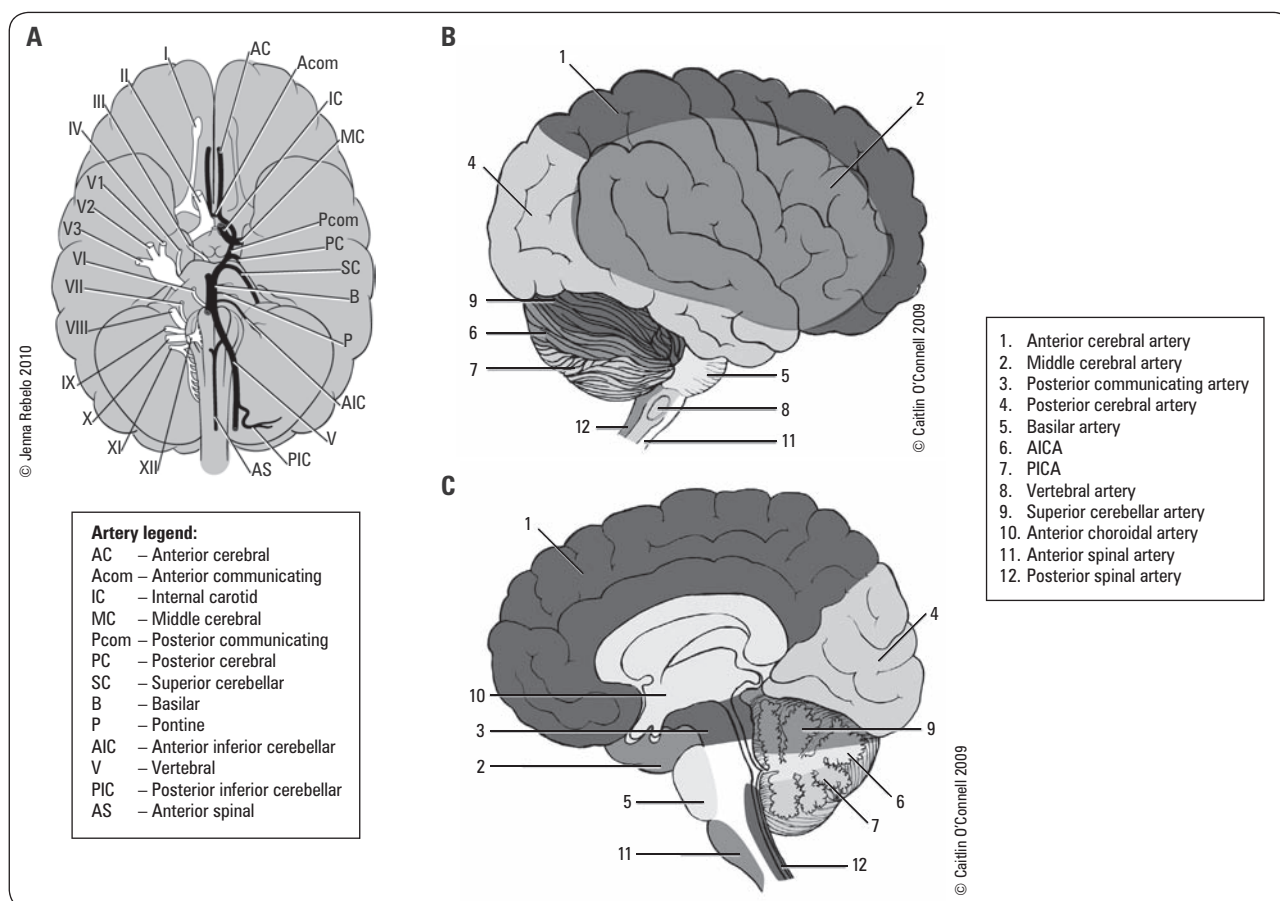 A
I
II
III
IV
V1
V2
V3
VI
VII
VIII
IX
X
XI
XII
AC
Acom
IC
MC
Pcom
PC
SC
B
P
AIC
V
PIC
AS
© Jenna Rebelo 2010
Artery legend:
AC – Anterior cerebral
Acom – Anterior communicating
IC – Internal carotid
MC – Middle cerebral
Pcom – Posterior communicating
PC – Posterior cerebral
SC – Superior cerebellar
B – Basilar
P – Pontine
AIC – Anterior inferior cerebellar
V – Vertebral
PIC – Posterior inferior cerebellar
AS – Anterior spinal
B
1
2
4
9
6
7
5
8
12
11
© Caitlin O'Connell 2009
C
1
4
10
3
9
2
6
5
7
11
12
© Caitlin O'Connell 2009
1. Anterior cerebral artery
2. Middle cerebral artery
3. Posterior communicating artery
4. Posterior cerebral artery
5. Basilar artery
6. AICA
7. PICA
8. Vertebral artery
9. Superior cerebellar artery
10. Anterior choroidal artery
11. Anterior spinal artery
12. Posterior spinal artery